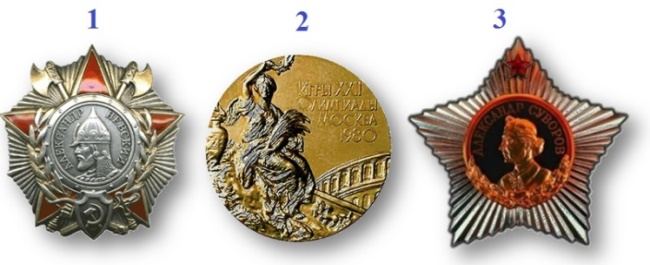 1
2
3
АЛЕКСАНДР НЕВСКИЙ
ИГРЫ XXII
ОЛИМПИАДЫ
МОСКВА
1980
АЛЕКСАНДР СУВОРОВ